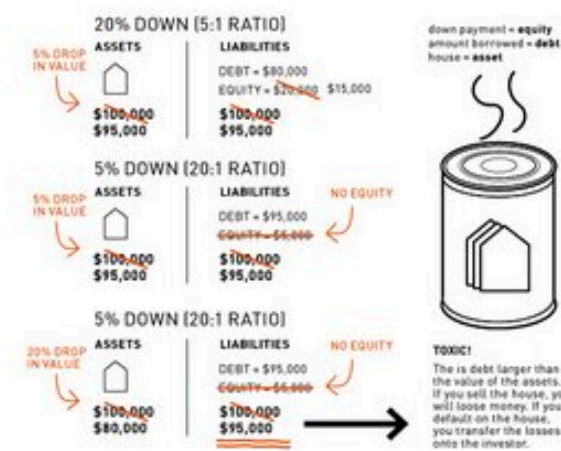 20% DOWN (5:1 RATIO)
5% DROP
IN VALUE
ASSETS
$100,000
$95,000
LIABILITIES
DEBT = $80,000
EQUITY = $20,000 $15,000
$100,000
$95,000
5% DOWN (20:1 RATIO)
5% DROP
IN VALUE
ASSETS
$100,000
$95,000
LIABILITIES
DEBT = $95,000
EQUITY = $5,000
NO EQUITY
$100,000
$95,000
5% DOWN (20:1 RATIO)
20% DROP
IN VALUE
ASSETS
$100,000
$80,000
LIABILITIES
DEBT = $95,000
EQUITY = $5,000
NO EQUITY
$100,000
$95,000
down payment = equity
amount borrowed = debt
house = asset
TOXIC!
The is debt larger than
the value of the assets.
If you sell the house, yo
will loose money. If you
default on the house,
you transfer the losses
onto the investor.